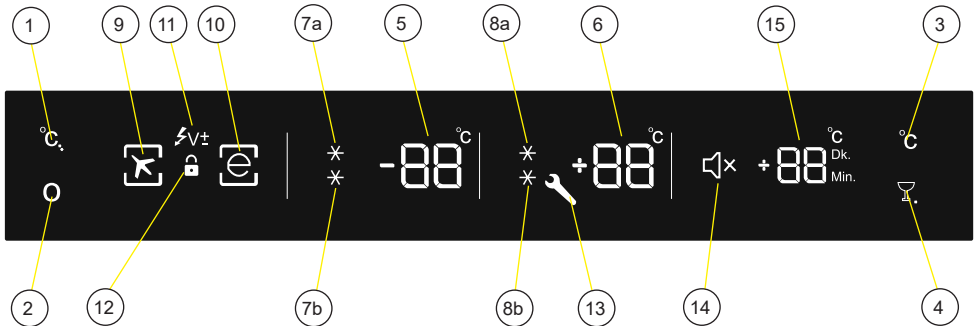 1 9 11 10 7a 5 8a 6 15 3
°C V± °C °C °C °C
e -88 +88 +88 Dk.
O Min.
2 12 7b 8b 13 14 4